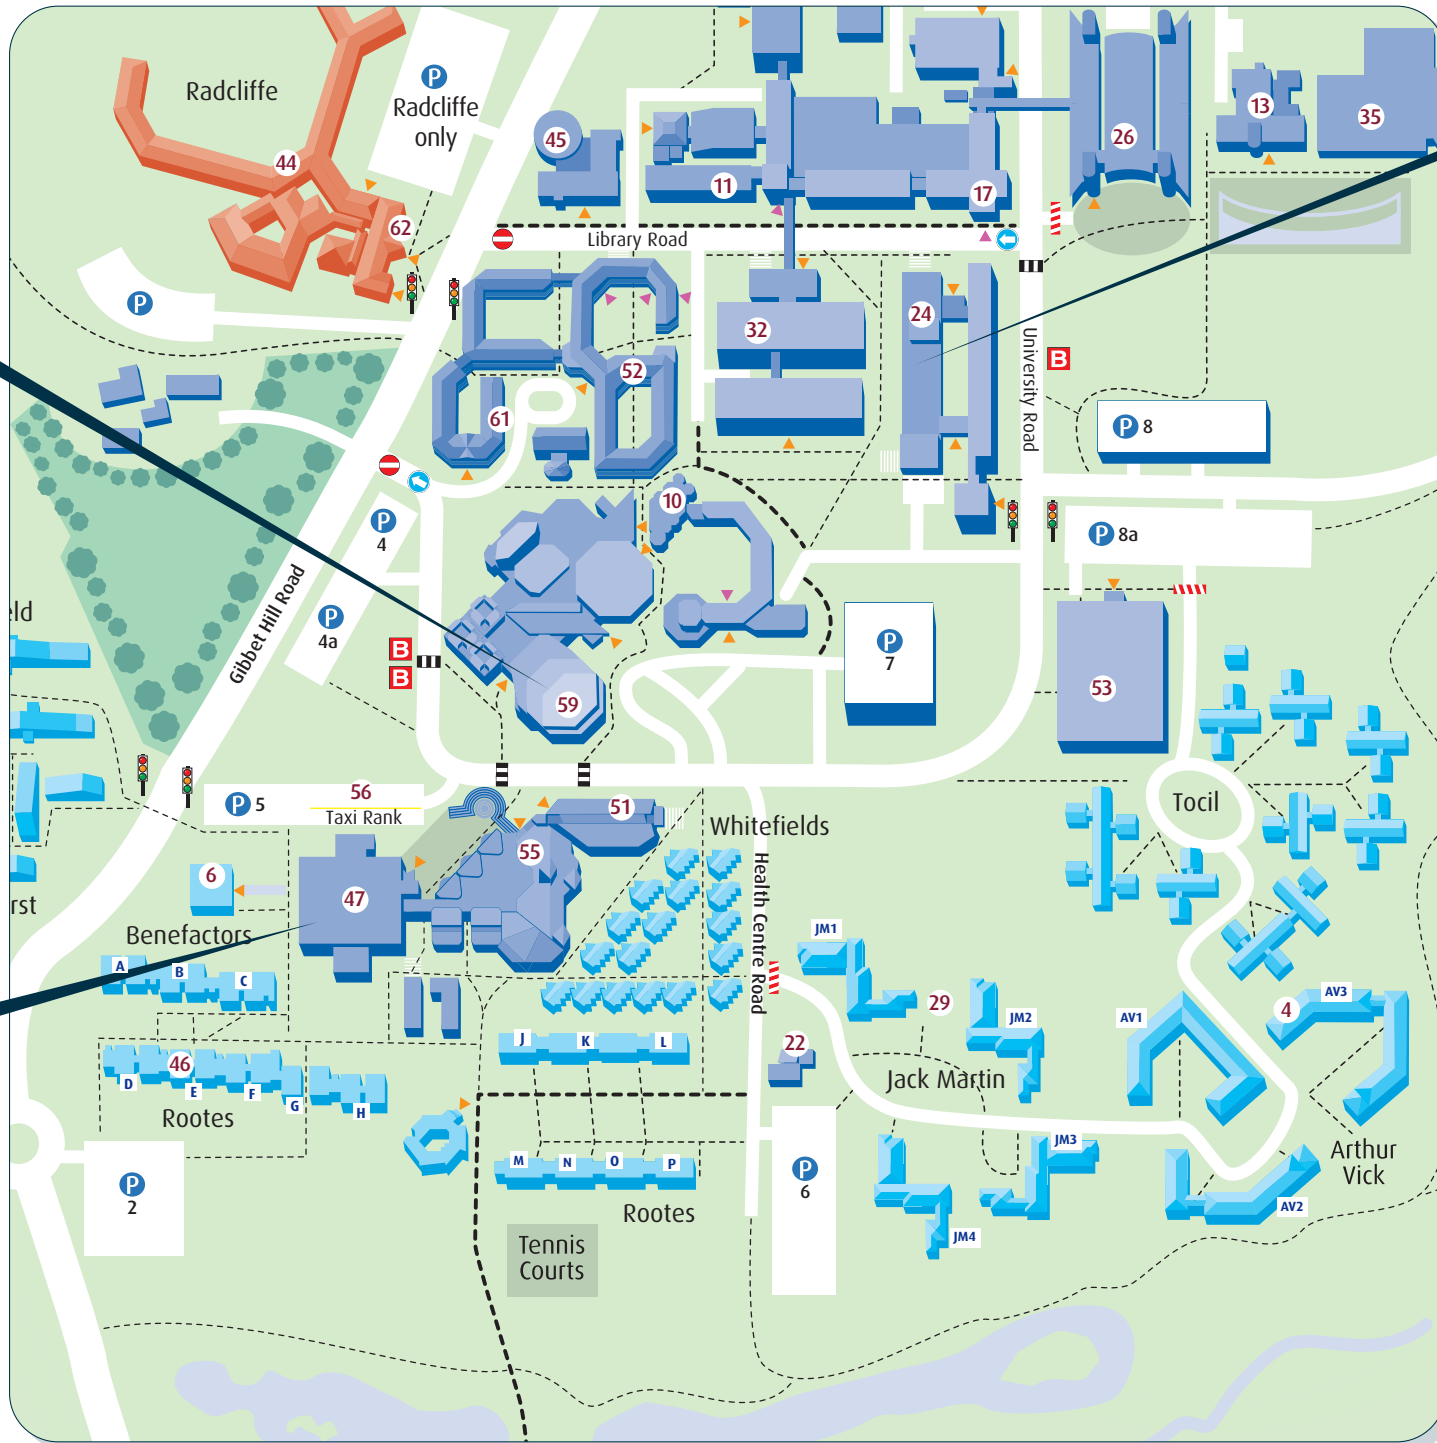 Radcliffe
P
Radcliffe
only
44
62
45
11
17
26
13
35
Library Road
P
32
24
52
61
University Road
B
P 8
P 8a
10
P
4
P
4a
Gibbet Hill Road
B
B
59
P
7
53
eld
rst
P 5
56
Taxi Rank
51
55
47
6
Benefactors
A
B
C
Whitefields
Health Centre Road
Tocil
JM1
29
JM2
AV1
AV3
4
J
K
L
22
Jack Martin
46
D
E
F
G
H
Rootes
P
2
M
N
O
P
Rootes
P
6
JM3
JM4
AV2
Arthur
Vick
Tennis
Courts